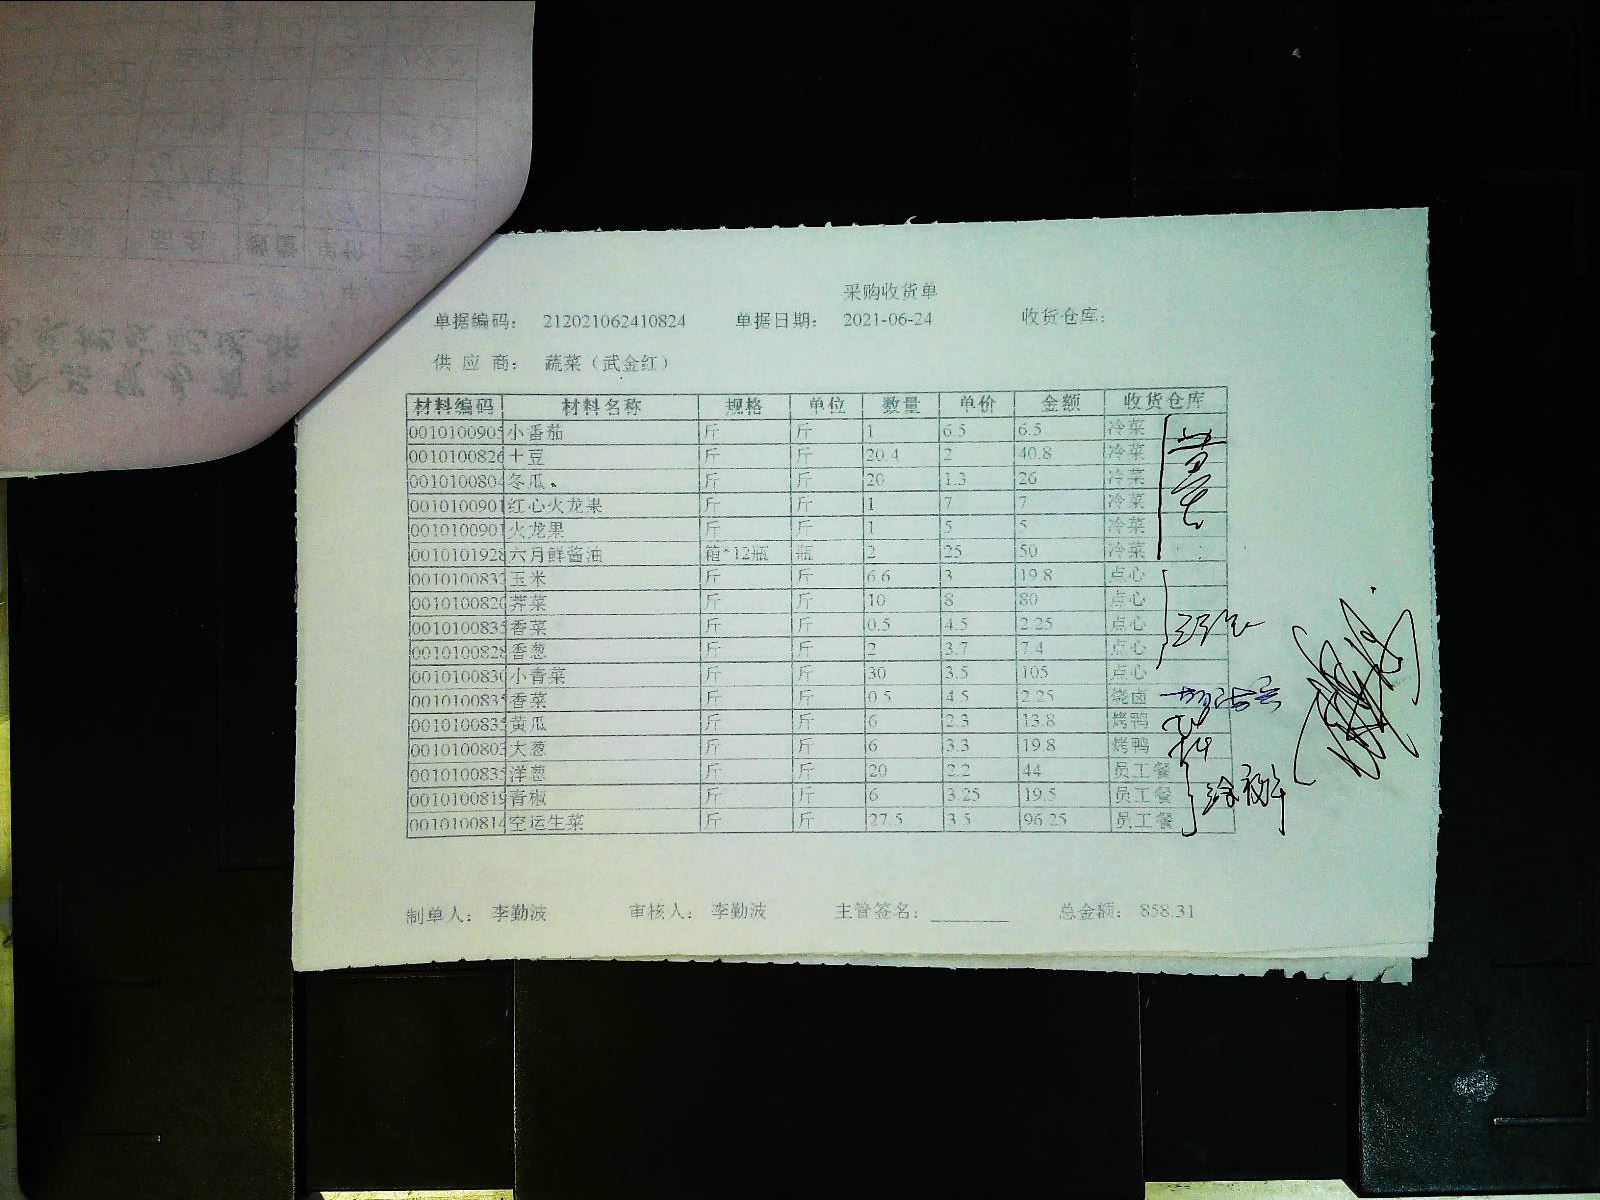 采购收货单
单据编码： 212021062410824 单据日期： 2021-06-24 收货仓库：
供 应 商： 蔬菜（武金红）
材料编码 材料名称 规格 单位 数量 单价 金额 收货仓库
0010100905 小番茄 斤 斤 1 6.5 6.5 冷菜
0010100826 土豆 斤 斤 20.4 2 40.8 冷菜
0010100804 冬瓜、 斤 斤 20 1.3 26 冷菜
0010100901 红心火龙果 斤 斤 1 7 7 冷菜
0010100901 火龙果 斤 斤 1 5 5 冷菜
0010101928 六月鲜酱油 箱*12瓶 瓶 2 25 50 冷菜
001010083 玉米 斤 斤 6.6 3 19.8 点心
0010100820 荠菜 斤 斤 10 8 80 点心
0010100835 香菜 斤 斤 0.5 4.5 2.25 点心
0010100828 香葱 斤 斤 2 3.7 7.4 点心
0010100830 小青菜 斤 斤 30 3.5 105 点心
0010100835 香菜 斤 斤 0.5 4.5 2.25 烧卤
0010100835 黄瓜 斤 斤 6 2.3 13.8 烤鸭
0010100803 大葱 斤 斤 6 3.3 19.8 烤鸭
0010100835 洋葱 斤 斤 20 2.2 44 员工餐
0010100819 青椒 斤 斤 6 3.25 19.5 员工餐
0010100814 空运生菜 斤 斤 27.5 3.5 96.25 员工餐
制单人： 李勤波 审核人： 李勤波 主管签名： 总金额： 858.31